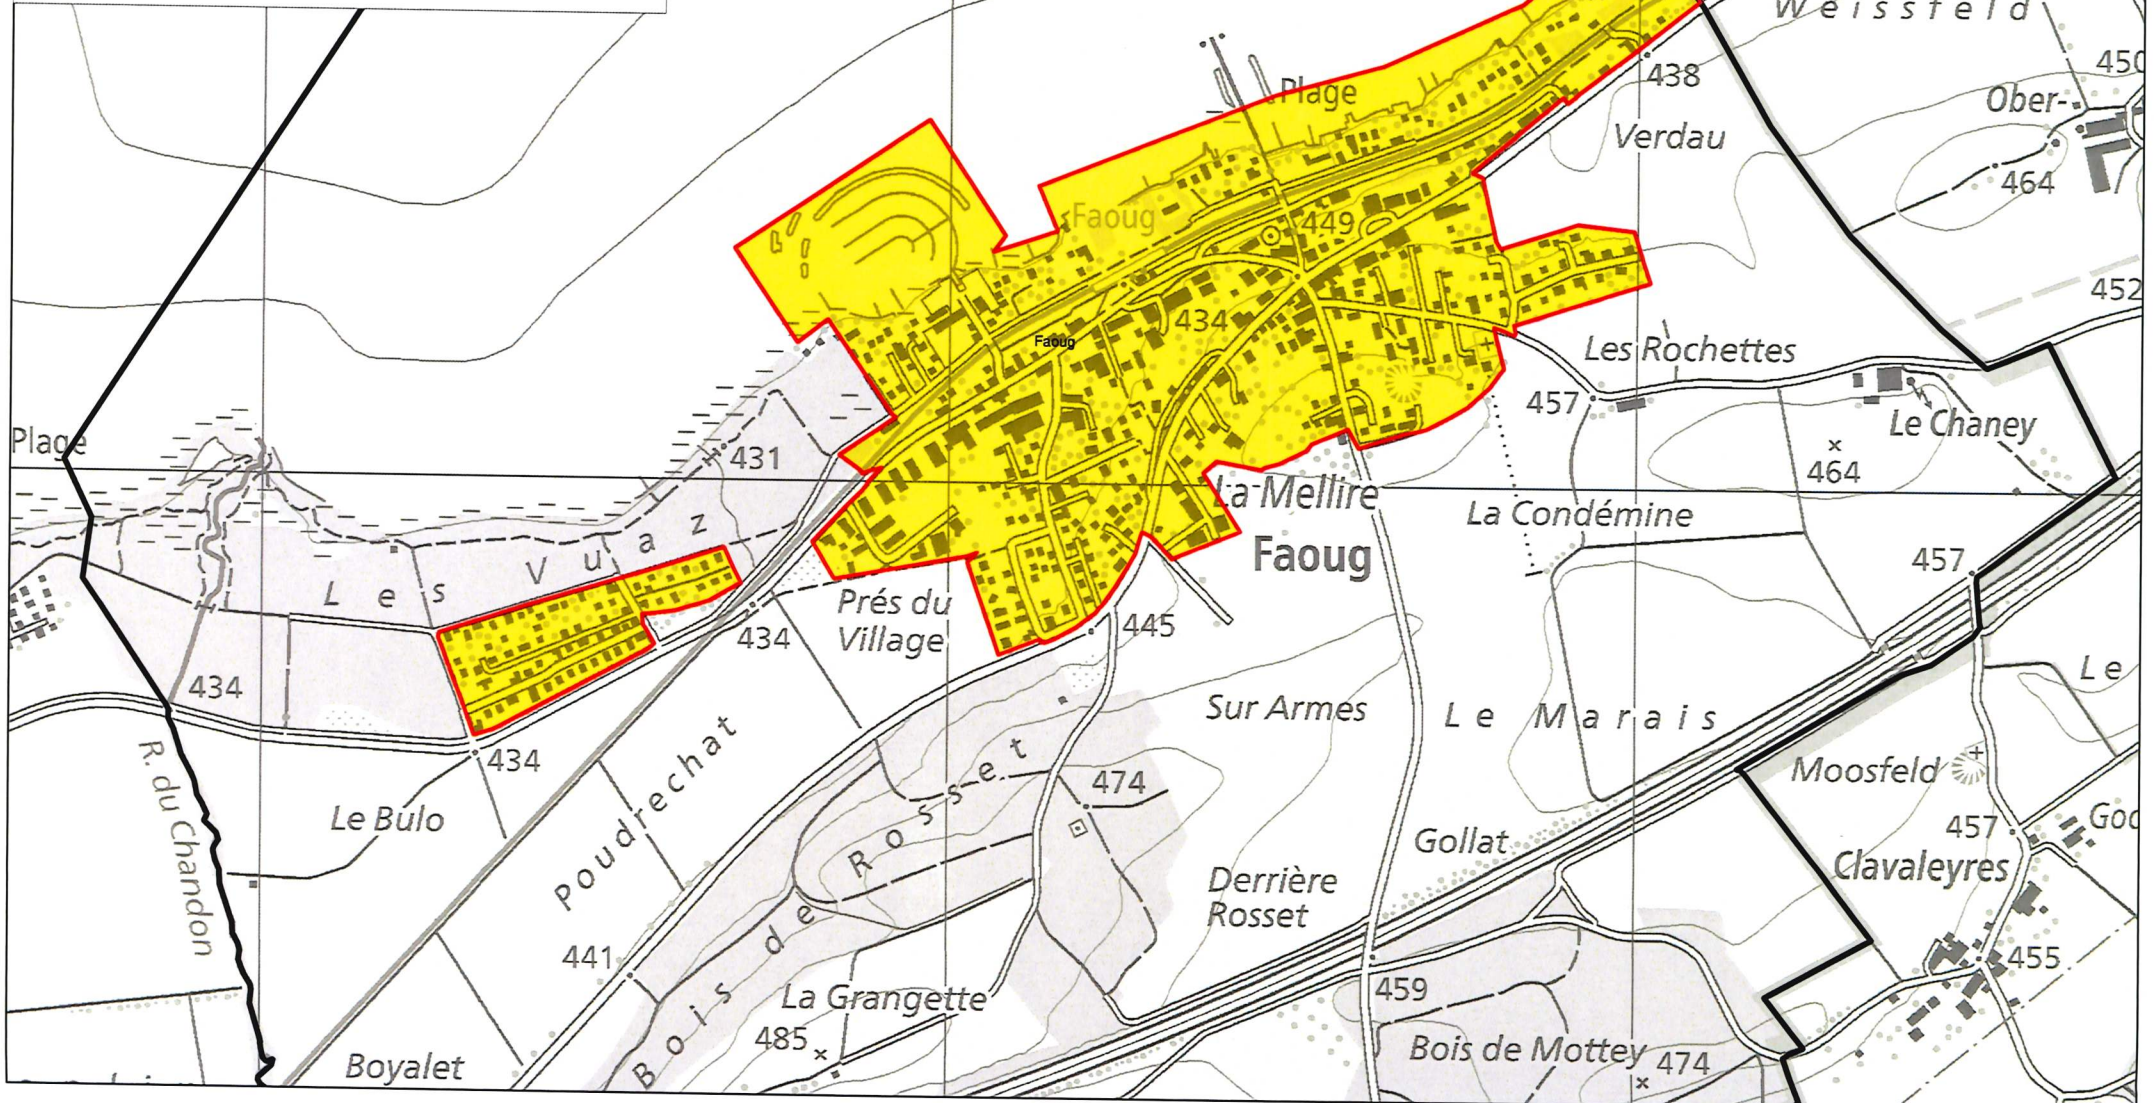 Weissfeld
438
450
Plage
Ober-
Verdau
464
Faoug
449
452
434
Faoug
Les Rochettes
457
Le Chaney
464
Plage
431
La Mellire
La Condémine
Faoug
457
Les Vuaz
Prés du
Village
434
445
434
Le
Sur Armes
Le Marais
434
R. du Chandon
Le Bulo
Poudrechat
474
Moosfeld
Gollat
457
Clavaleyres
Bois de Rosset
Derrière
Rosset
441
455
La Grangette
459
485
Boyalet
Bois de Mottey
474